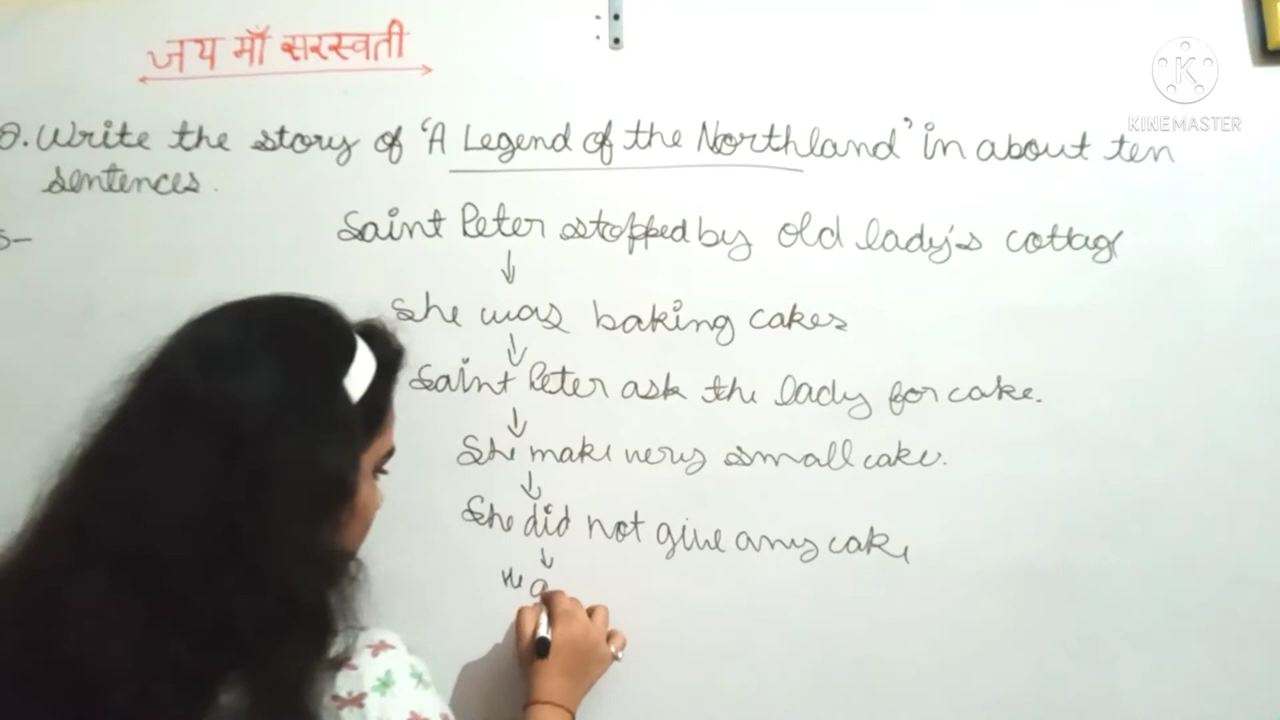 जय माँ सरस्वती
KINEMASTER
Q. Write the story of 'A Legend of the Northland' in about ten
sentences.
Saint Peter stopped by old lady's cottag
↓
She was baking cakes
↓
Saint Peter ask the lady for cake.
↓
She make very small cake.
↓
She did not give any cake
↓
He